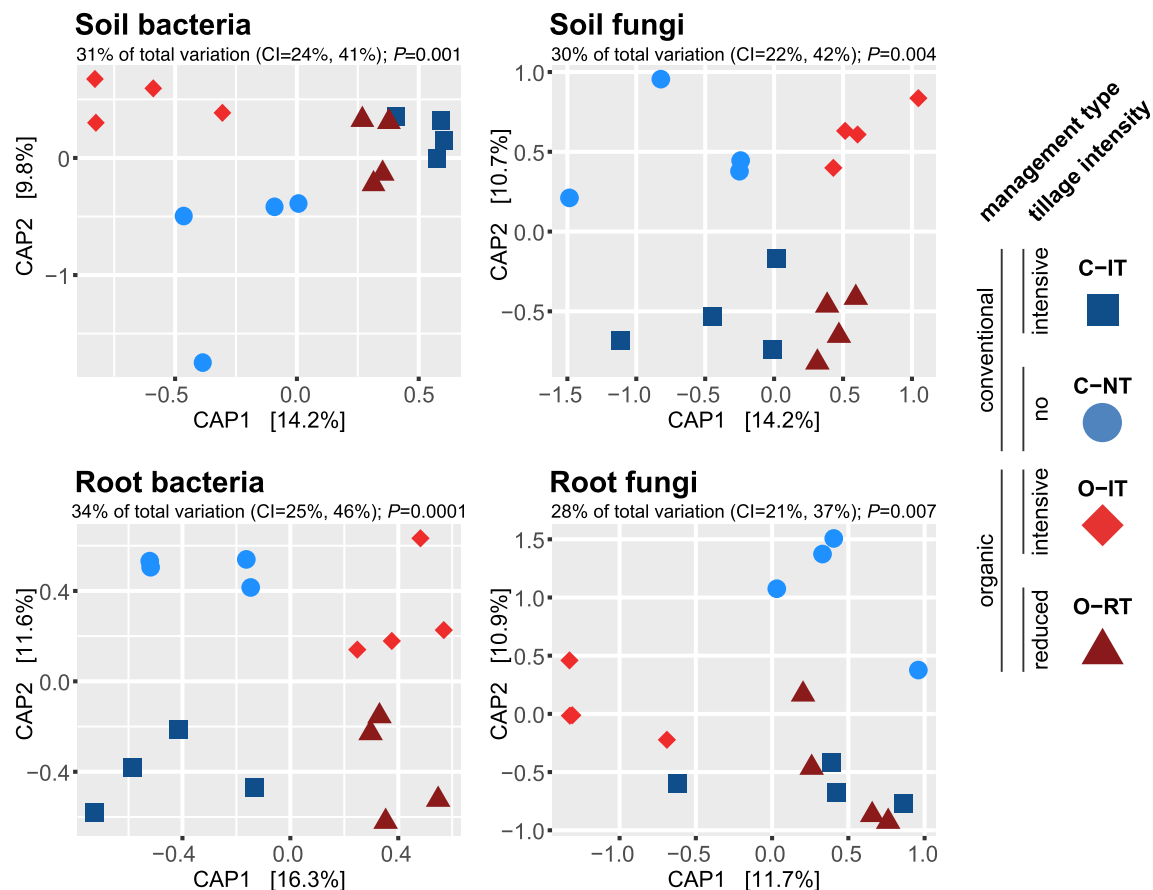 Soil bacteria
31% of total variation (CI=24%, 41%); P=0.001
0
−1
CAP2 [9.8%]
−0.5
0.0
0.5
CAP1 [14.2%]
Soil fungi
30% of total variation (CI=22%, 42%); P=0.004
1.0
0.5
0.0
−0.5
CAP2 [10.7%]
−1.5
−1.0
−0.5
0.0
0.5
1.0
CAP1 [14.2%]
Root bacteria
34% of total variation (CI=25%, 46%); P=0.0001
0.4
0.0
−0.4
CAP2 [11.6%]
−0.4
0.0
0.4
CAP1 [16.3%]
Root fungi
28% of total variation (CI=21%, 37%); P=0.007
1.5
1.0
0.5
0.0
−0.5
−1.0
CAP2 [10.9%]
−1.0
−0.5
0.0
0.5
1.0
CAP1 [11.7%]
management type
tillage intensity
conventional
intensive
C−IT
no
C−NT
organic
intensive
O−IT
reduced
O−RT